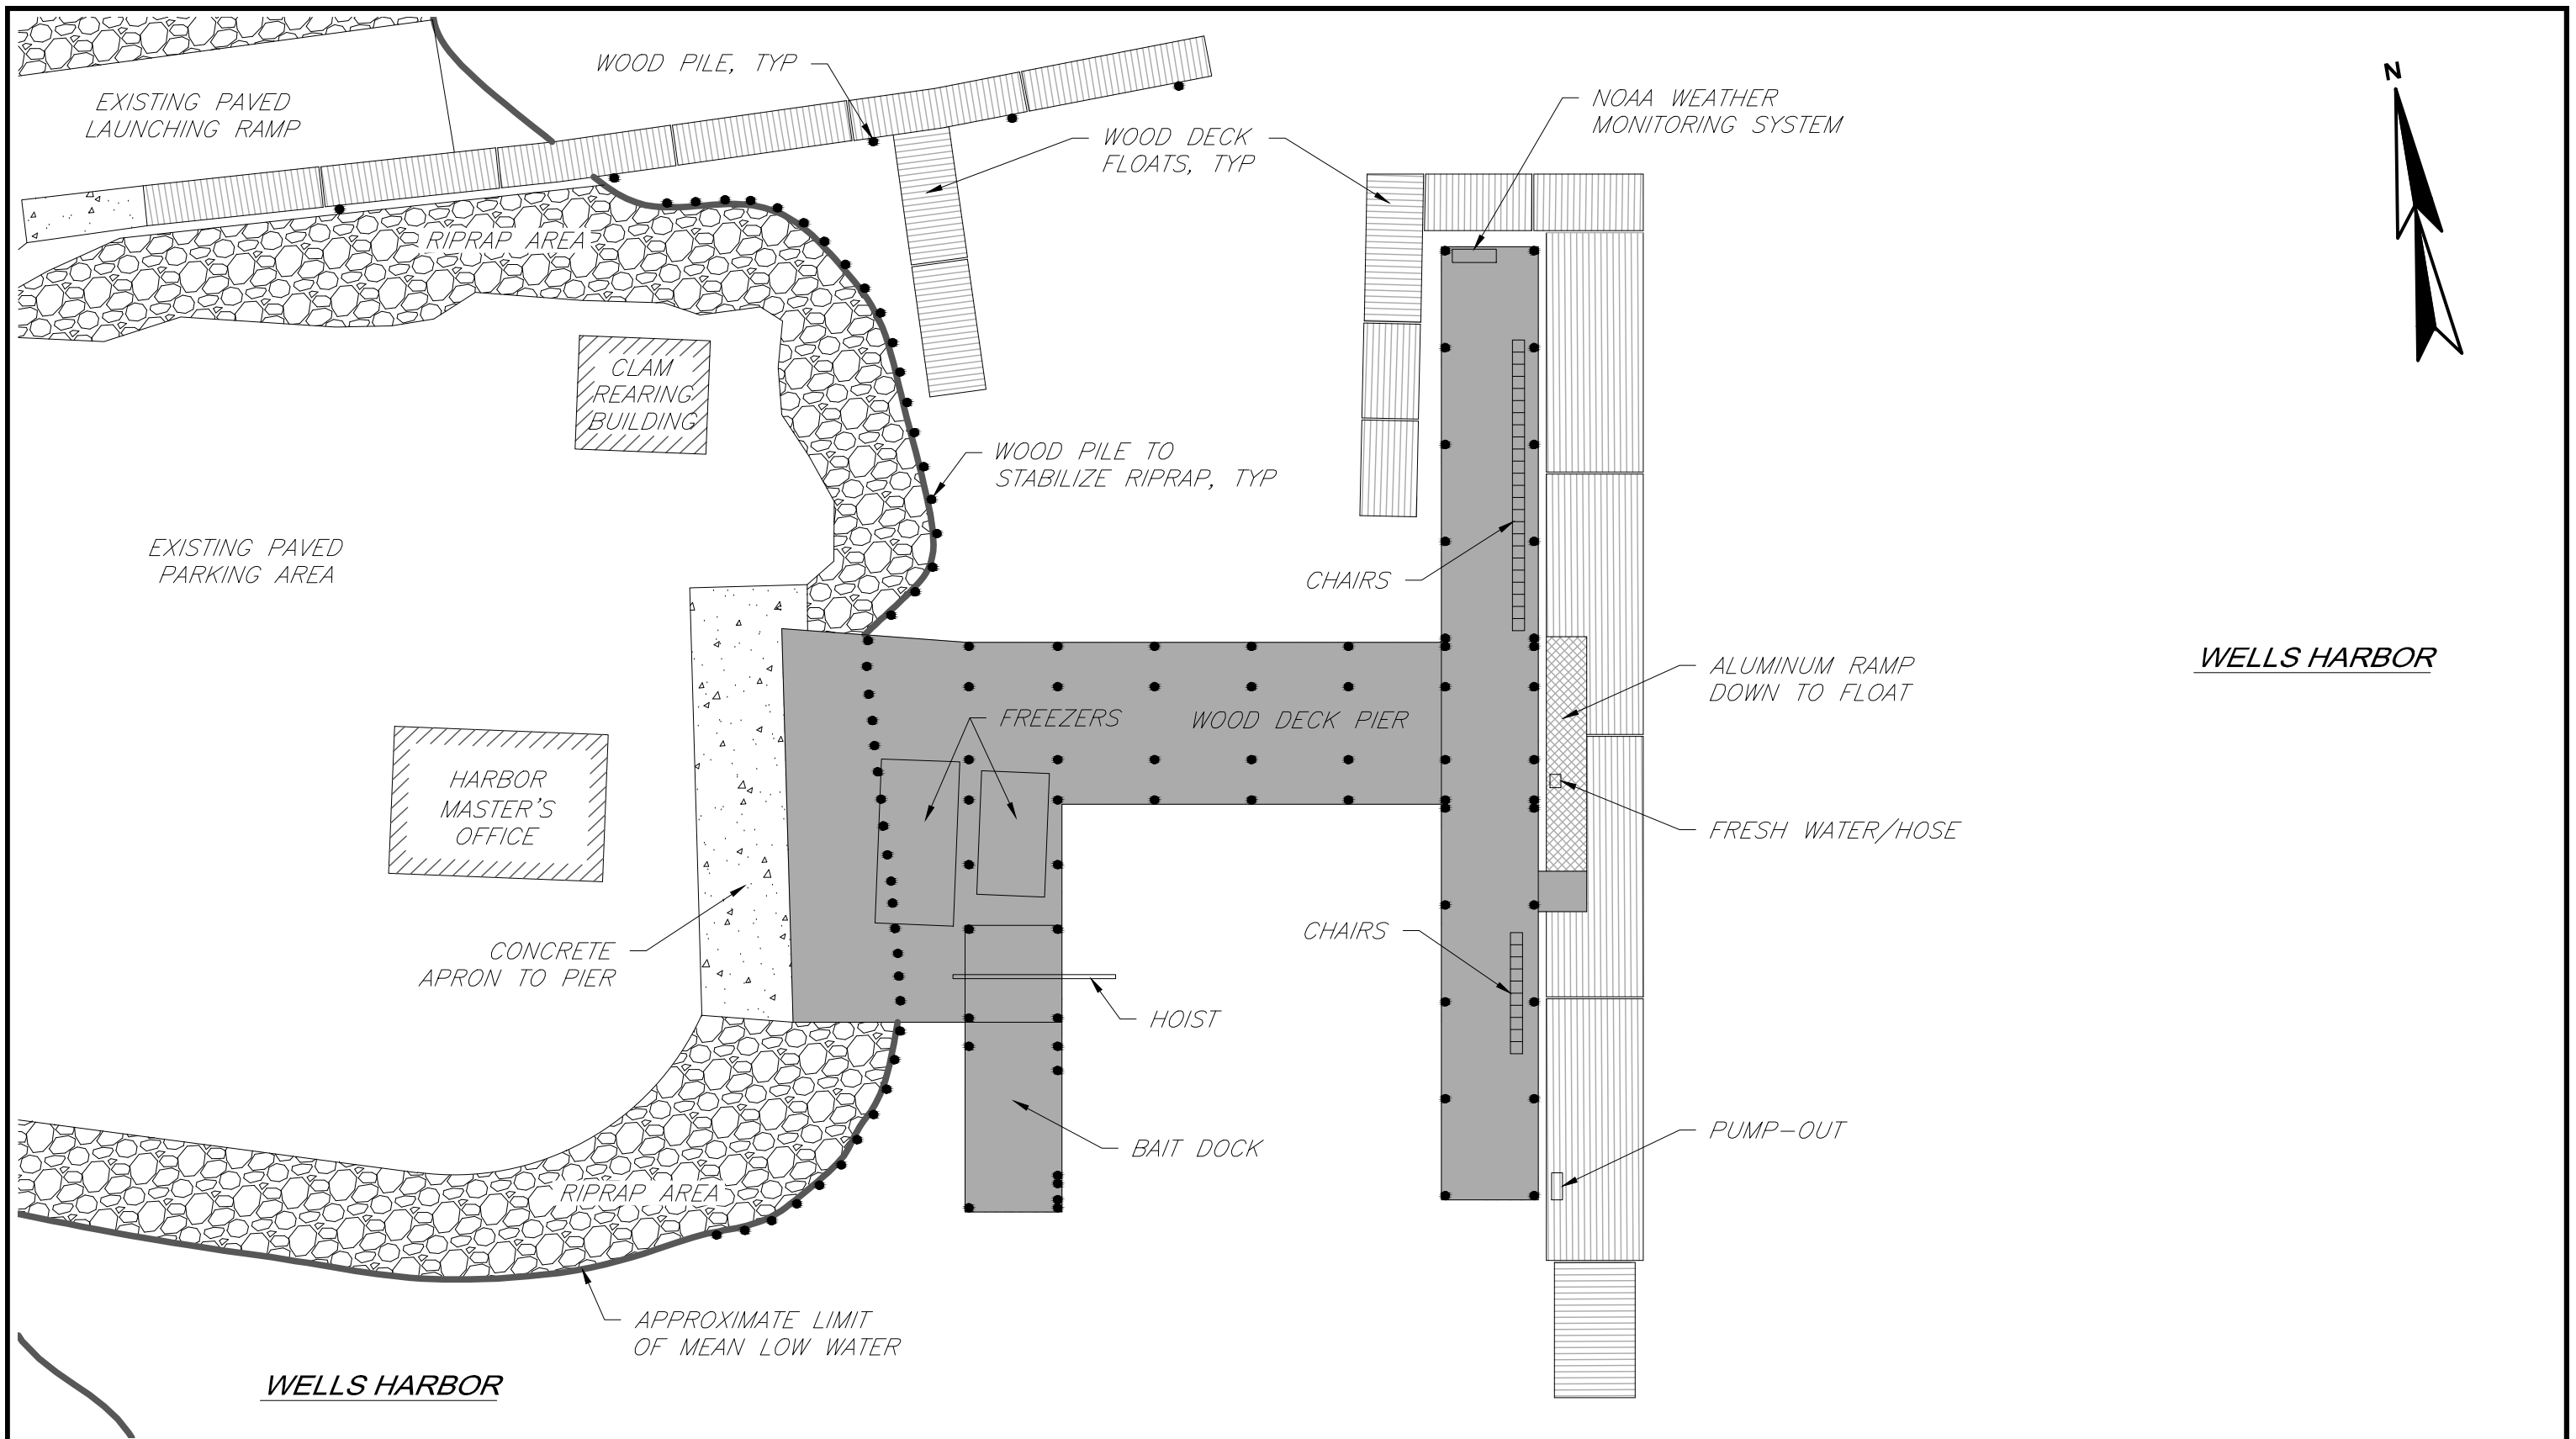 WOOD PILE, TYP
N
EXISTING PAVED
LAUNCHING RAMP
NOAA WEATHER
MONITORING SYSTEM
WOOD DECK
FLOATS, TYP
RIPRAP AREA
CLAM
REARING
BUILDING
WOOD PILE TO
STABILIZE RIPRAP, TYP
EXISTING PAVED
PARKING AREA
CHAIRS
WELLS HARBOR
ALUMINUM RAMP
DOWN TO FLOAT
FREEZERS
WOOD DECK PIER
HARBOR
MASTER'S
OFFICE
FRESH WATER/HOSE
CONCRETE
APRON TO PIER
CHAIRS
HOIST
BAIT DOCK
PUMP-OUT
RIPRAP AREA
APPROXIMATE LIMIT
OF MEAN LOW WATER
WELLS HARBOR